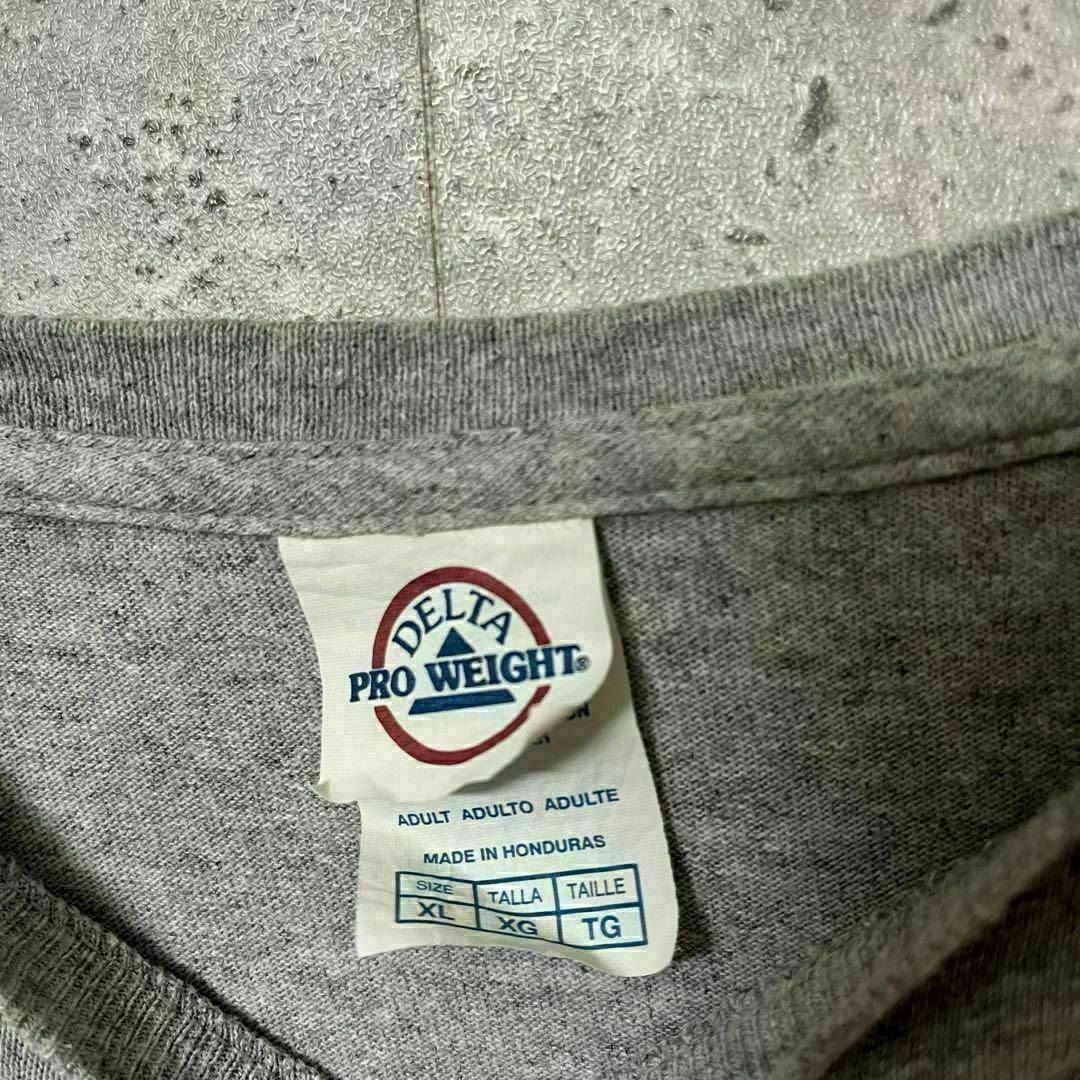 DELTA
PRO WEIGHT®
ADULT ADULTO ADULTE
MADE IN HONDURAS
SIZE TALLA TAILLE
XL XG TG